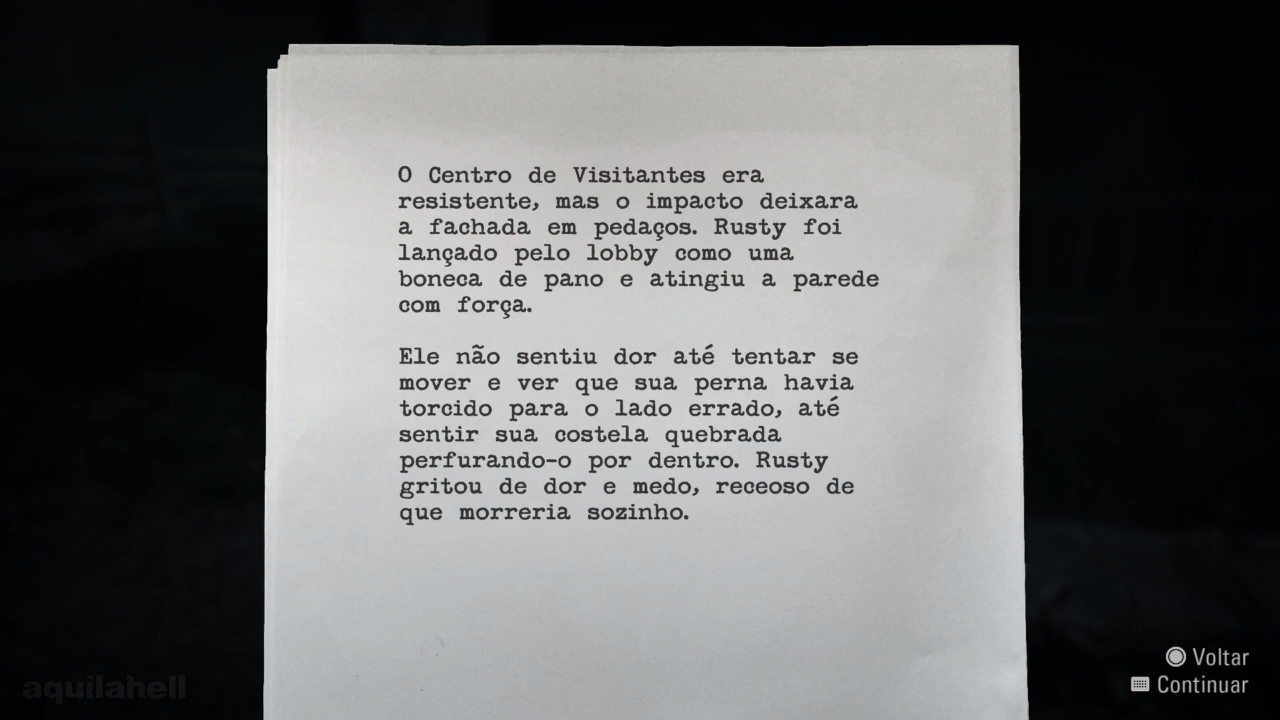 O Centro de Visitantes era
resistente, mas o impacto deixara
a fachada em pedaços. Rusty foi
lançado pelo lobby como uma
boneca de pano e atingiu a parede
com força.
Ele não sentiu dor até tentar se
mover e ver que sua perna havia
torcido para o lado errado, até
sentir sua costela quebrada
perfurando-o por dentro. Rusty
gritou de dor e medo, receoso de
que morreria sozinho.
Voltar
Continuar
aquilahell